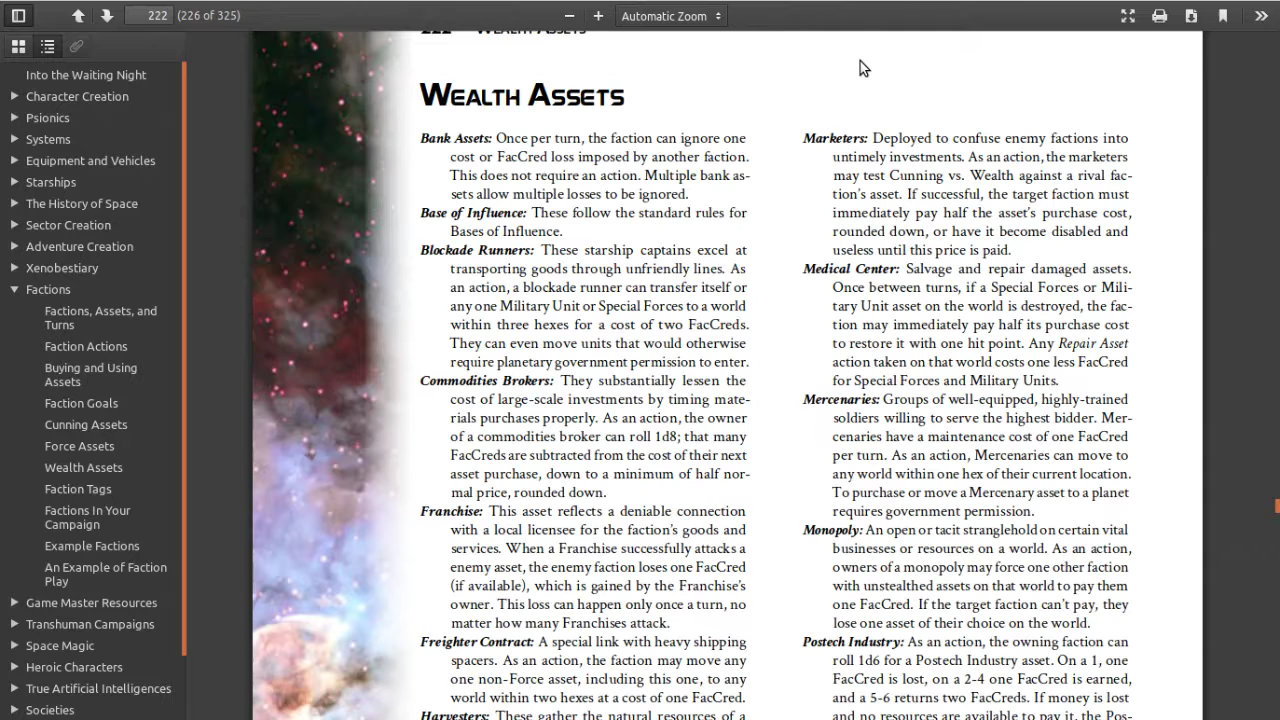 222
(226 of 325)
Automatic Zoom
Into the Waiting Night
Character Creation
Psionics
Systems
Equipment and Vehicles
Starships
The History of Space
Sector Creation
Adventure Creation
Xenobestiary
Factions
Factions, Assets, and
Turns
Faction Actions
Buying and Using
Assets
Faction Goals
Cunning Assets
Force Assets
Wealth Assets
Faction Tags
Factions In Your
Campaign
Example Factions
An Example of Faction
Play
Game Master Resources
Transhuman Campaigns
Space Magic
Heroic Characters
True Artificial Intelligences
Societies
222 Wealth Assets
Wealth Assets
Bank Assets: Once per turn, the faction can ignore one
cost or FacCred loss imposed by another faction.
This does not require an action. Multiple bank as-
sets allow multiple losses to be ignored.
Base of Influence: These follow the standard rules for
Bases of Influence.
Blockade Runners: These starship captains excel at
transporting goods through unfriendly lines. As
an action, a blockade runner can transfer itself or
any one Military Unit or Special Forces to a world
within three hexes for a cost of two FacCreds.
They can even move units that would otherwise
require planetary government permission to enter.
Commodities Brokers: They substantially lessen the
cost of large-scale investments by timing mate-
rials purchases properly. As an action, the owner
of a commodities broker can roll 1d8; that many
FacCreds are subtracted from the cost of their next
asset purchase, down to a minimum of half nor-
mal price, rounded down.
Franchise: This asset reflects a deniable connection
with a local licensee for the faction's goods and
services. When a Franchise successfully attacks a
enemy asset, the enemy faction loses one FacCred
(if available), which is gained by the Franchise's
owner. This loss can happen only once a turn, no
matter how many Franchises attack.
Freighter Contract: A special link with heavy shipping
spacers. As an action, the faction may move any
one non-Force asset, including this one, to any
world within two hexes at a cost of one FacCred.
Harvesters: These gather the natural resources of a
Marketers: Deployed to confuse enemy factions into
untimely investments. As an action, the marketers
may test Cunning vs. Wealth against a rival fac-
tion's asset. If successful, the target faction must
immediately pay half the asset's purchase cost,
rounded down, or have it become disabled and
useless until this price is paid.
Medical Center: Salvage and repair damaged assets.
Once between turns, if a Special Forces or Mili-
tary Unit asset on the world is destroyed, the fac-
tion may immediately pay half its purchase cost
to restore it with one hit point. Any Repair Asset
action taken on that world costs one less FacCred
for Special Forces and Military Units.
Mercenaries: Groups of well-equipped, highly-trained
soldiers willing to serve the highest bidder. Mer-
cenaries have a maintenance cost of one FacCred
per turn. As an action, Mercenaries can move to
any world within one hex of their current location.
To purchase or move a Mercenary asset to a planet
requires government permission.
Monopoly: An open or tacit stranglehold on certain vital
businesses or resources on a world. As an action,
owners of a monopoly may force one other faction
with unstealthed assets on that world to pay them
one FacCred. If the target faction can't pay, they
lose one asset of their choice on the world.
Postech Industry: As an action, the owning faction can
roll 1d6 for a Postech Industry asset. On a 1, one
FacCred is lost, on a 2-4 one FacCred is earned,
and a 5-6 returns two FacCreds. If money is lost
and no resources are available to pay it, the Pos-